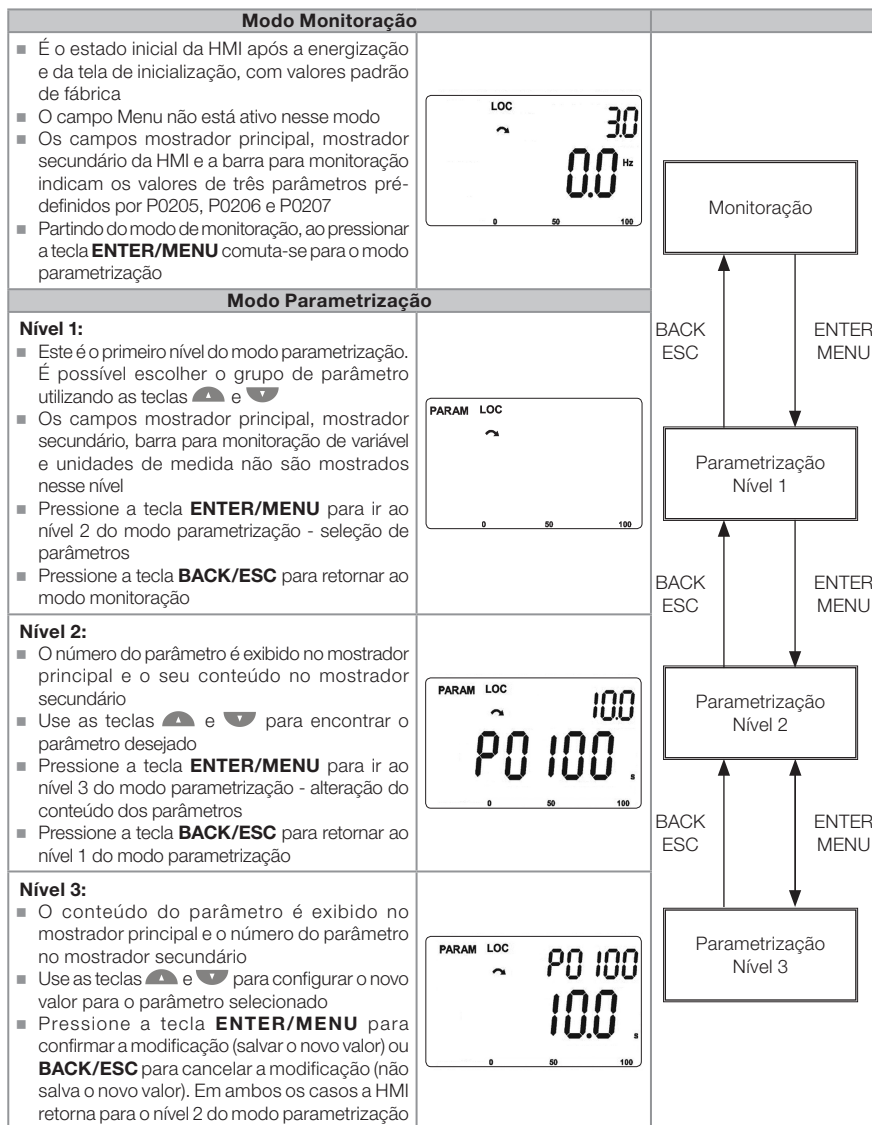 Modo Monitoração
■ É o estado inicial da HMI após a energização
e da tela de inicialização, com valores padrão
de fábrica
■ O campo Menu não está ativo nesse modo
■ Os campos mostrador principal, mostrador
secundário da HMI e a barra para monitoração
indicam os valores de três parâmetros pré-
definidos por P0205, P0206 e P0207
■ Partindo do modo de monitoração, ao pressionar
a tecla ENTER/MENU comuta-se para o modo
parametrização
LOC
3.0
0.0 Hz
0 50 100
Modo Parametrização
Nível 1:
■ Este é o primeiro nível do modo parametrização.
É possível escolher o grupo de parâmetro
utilizando as teclas e
■ Os campos mostrador principal, mostrador
secundário, barra para monitoração de variável
e unidades de medida não são mostrados
nesse nível
■ Pressione a tecla ENTER/MENU para ir ao
nível 2 do modo parametrização - seleção de
parâmetros
■ Pressione a tecla BACK/ESC para retornar ao
modo monitoração
PARAM LOC
0 50 100
Nível 2:
■ O número do parâmetro é exibido no mostrador
principal e o seu conteúdo no mostrador
secundário
■ Use as teclas e para encontrar o
parâmetro desejado
■ Pressione a tecla ENTER/MENU para ir ao
nível 3 do modo parametrização - alteração do
conteúdo dos parâmetros
■ Pressione a tecla BACK/ESC para retornar ao
nível 1 do modo parametrização
PARAM LOC
10.0
P0100 s
0 50 100
Nível 3:
■ O conteúdo do parâmetro é exibido no
mostrador principal e o número do parâmetro
no mostrador secundário
■ Use as teclas e para configurar o novo
valor para o parâmetro selecionado
■ Pressione a tecla ENTER/MENU para
confirmar a modificação (salvar o novo valor) ou
BACK/ESC para cancelar a modificação (não
salva o novo valor). Em ambos os casos a HMI
retorna para o nível 2 do modo parametrização
PARAM LOC
P0100
10.0 s
0 50 100
Monitoração
BACK
ESC
ENTER
MENU
Parametrização
Nível 1
BACK
ESC
ENTER
MENU
Parametrização
Nível 2
BACK
ESC
ENTER
MENU
Parametrização
Nível 3